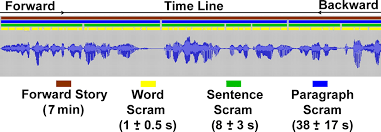 Forward Time Line Backward
Forward Story Word Sentence Paragraph
(7 min) Scram Scram Scram
(1 ± 0.5 s) (8 ± 3 s) (38 ± 17 s)